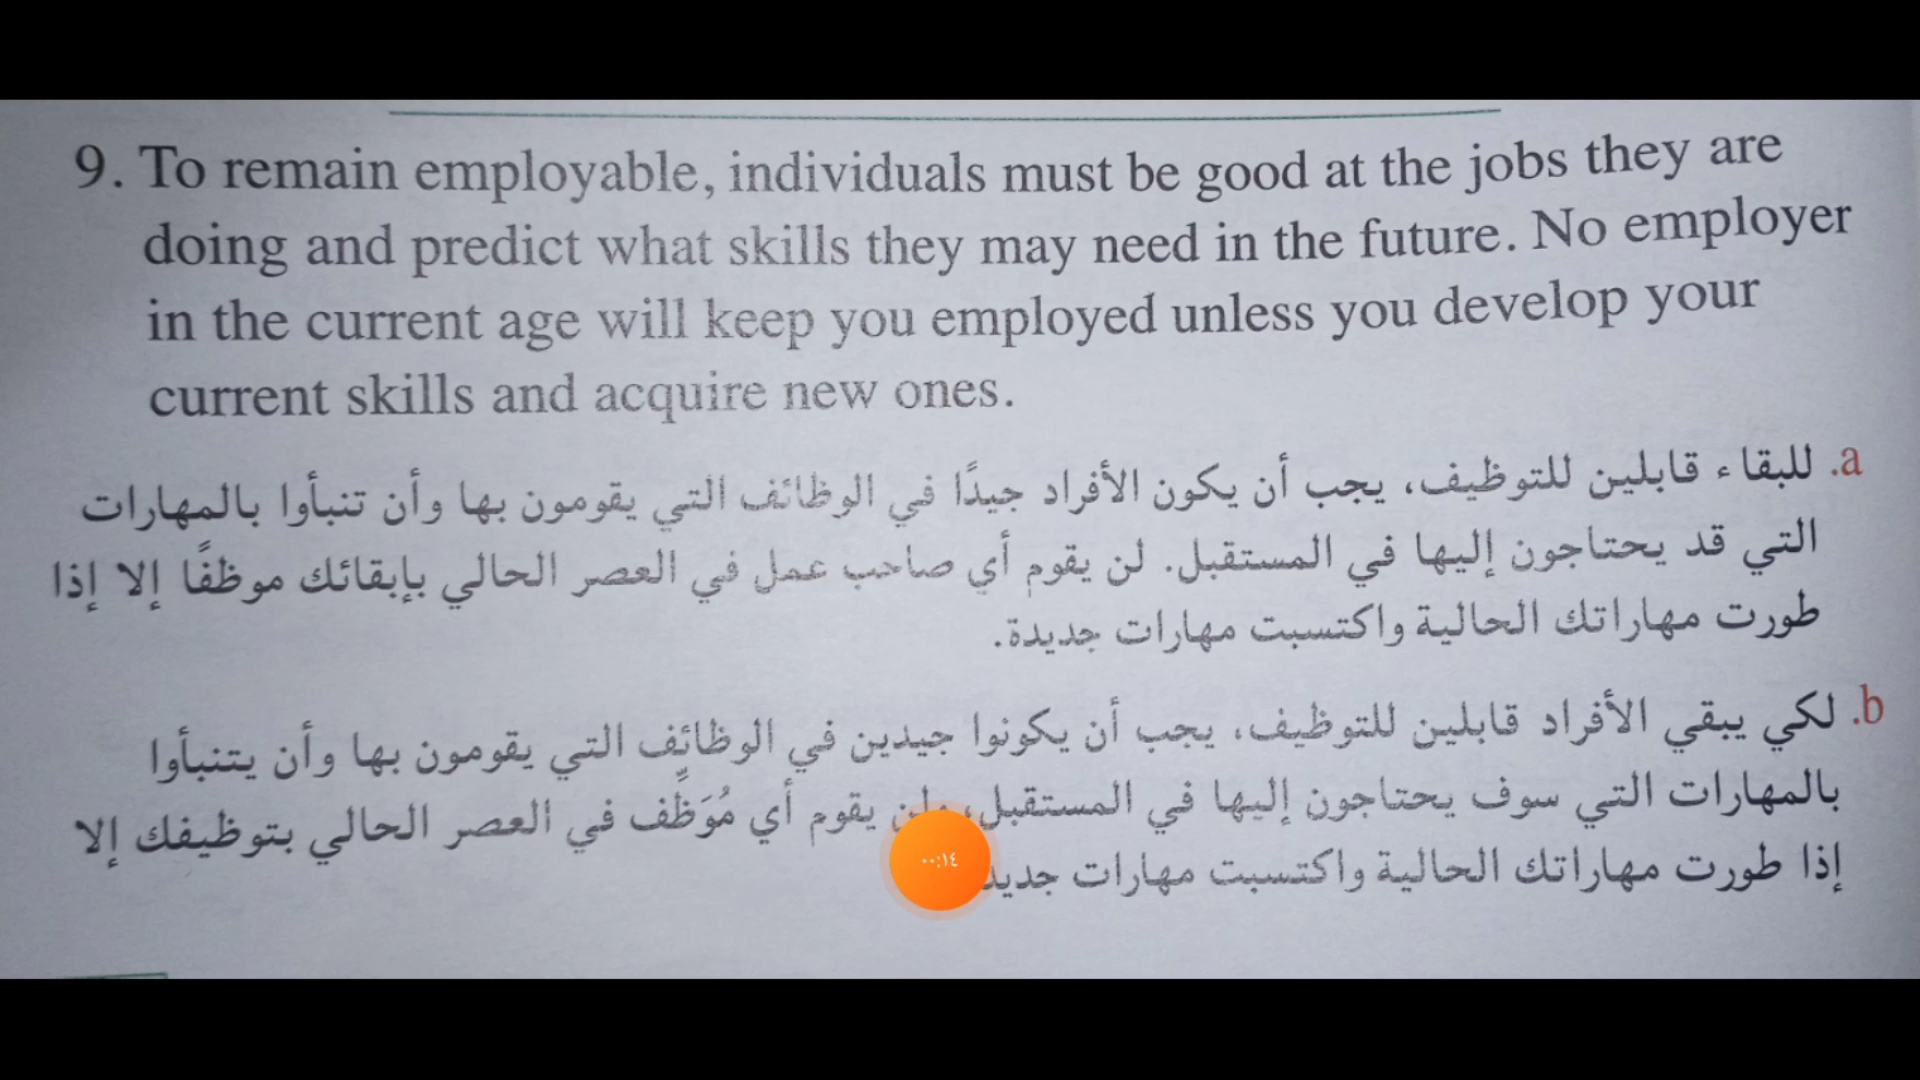 9. To remain employable, individuals must be good at the jobs they are
doing and predict what skills they may need in the future. No employer
in the current age will keep you employed unless you develop your
current skills and acquire new ones.
a. للبقاء قابلين للتوظيف، يجب أن يكون الأفراد جيدًا في الوظائف التي يقومون بها وأن تنبأوا بالمهارات
التي قد يحتاجون إليها في المستقبل. لن يقوم أي صاحب عمل في العصر الحالي بإبقائك موظفًا إلا إذا
طورت مهاراتك الحالية واكتسبت مهارات جديدة.
b. لكي يبقي الأفراد قابلين للتوظيف، يجب أن يكونوا جيدين في الوظائف التي يقومون بها وأن يتنبأوا
بالمهارات التي سوف يحتاجون إليها في المستقبل، يقوم أي مُوَظِّف في العصر الحالي بتوظيفك إلا
إذا طورت مهاراتك الحالية واكتسبت مهارات
٠٠:١٤